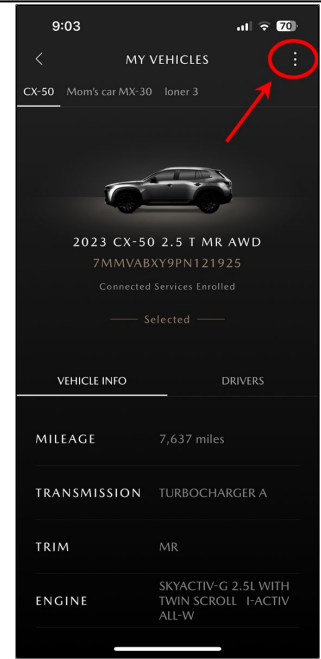 9:03
70
MY VEHICLES
CX-50 Mom's car MX-30 loner 3
2023 CX-50 2.5 T MR AWD
7MMVABXY9PN121925
Connected Services Enrolled
Selected
VEHICLE INFO DRIVERS
MILEAGE 7,637 miles
TRANSMISSION TURBOCHARGER A
TRIM MR
SKYACTIV-G 2.5L WITH
ENGINE TWIN SCROLL I-ACTIV
ALL-W